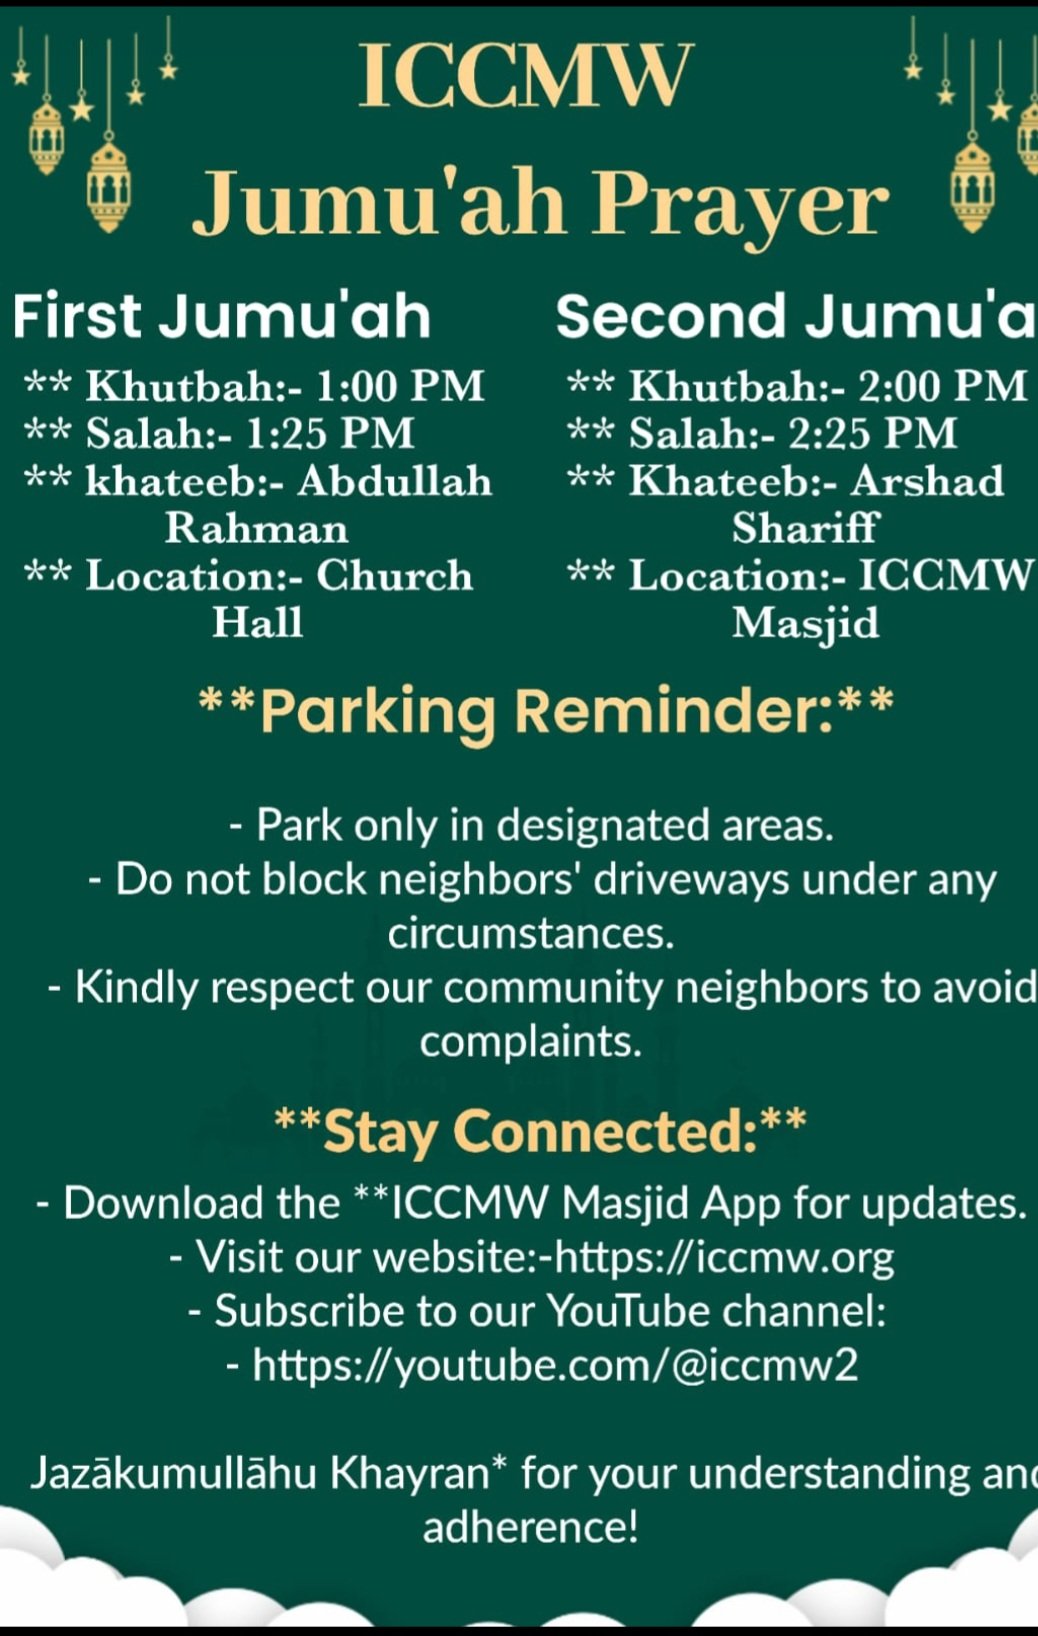 ICCMW
Jumu'ah Prayer
First Jumu'ah
** Khutbah:- 1:00 PM
** Salah:- 1:25 PM
** khateeb:- Abdullah
Rahman
** Location:- Church
Hall
Second Jumu'a
** Khutbah:- 2:00 PM
** Salah:- 2:25 PM
** Khateeb:- Arshad
Shariff
** Location:- ICCMW
Masjid
**Parking Reminder:**
- Park only in designated areas.
- Do not block neighbors' driveways under any
circumstances.
- Kindly respect our community neighbors to avoid
complaints.
**Stay Connected:**
- Download the **ICCMW Masjid App for updates.
- Visit our website:-https://iccmw.org
- Subscribe to our YouTube channel:
- https://youtube.com/@iccmw2
Jazākumullāhu Khayran* for your understanding and
adherence!